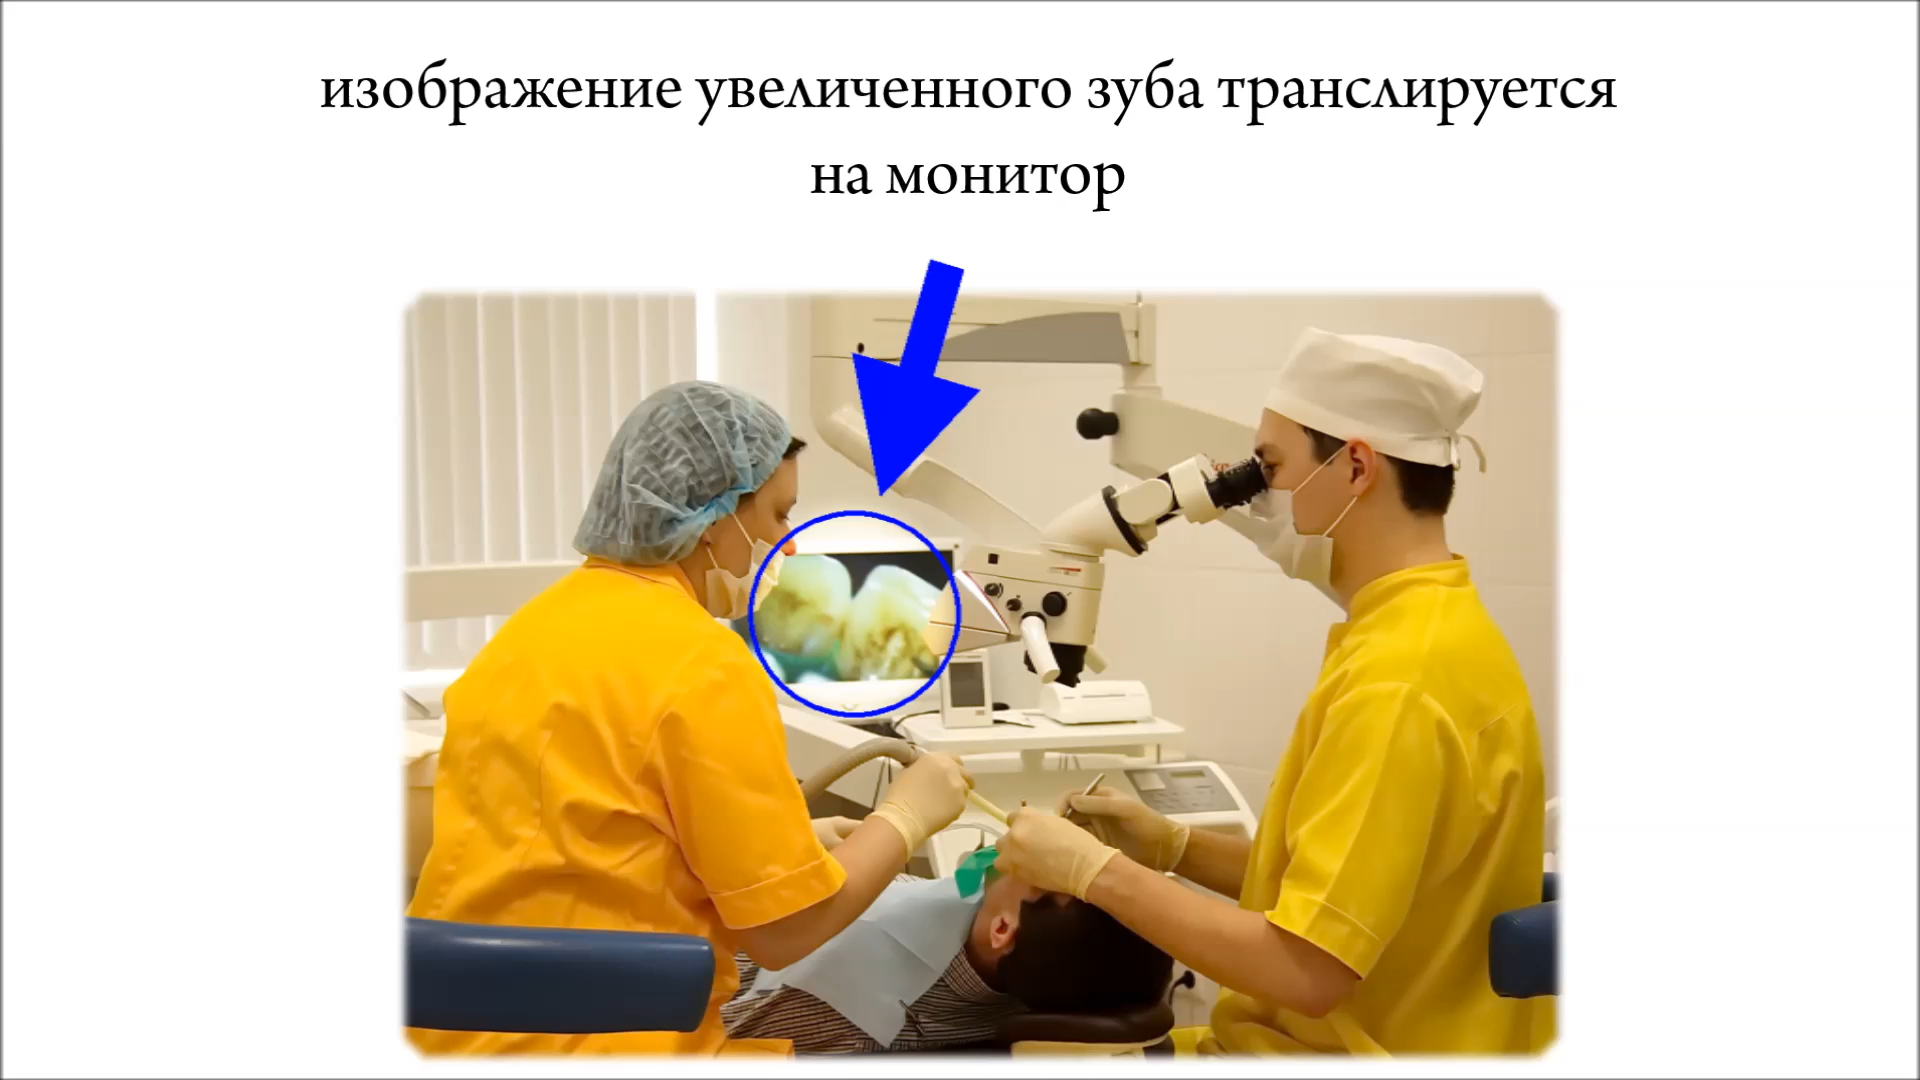 изображение увеличенного зуба транслируется
на монитор